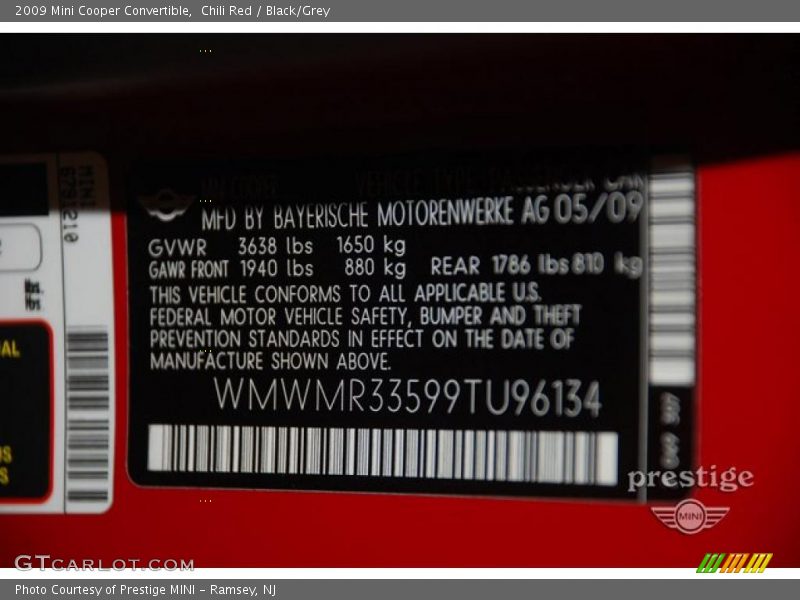 2009 Mini Cooper Convertible,  Chili Red / Black/Grey
MFD BY BAYERISCHE MOTORENWERKE AG 05/09
GVWR 3638 lbs 1650 kg
GAWR FRONT 1940 lbs 880 kg REAR 1786 lbs 810 kg
THIS VEHICLE CONFORMS TO ALL APPLICABLE U.S.
FEDERAL MOTOR VEHICLE SAFETY, BUMPER AND THEFT
PREVENTION STANDARDS IN EFFECT ON THE DATE OF
MANUFACTURE SHOWN ABOVE.
WMWMR33599TU96134
prestige
MINI
GTCARLOT.COM
Photo Courtesy of Prestige MINI - Ramsey, NJ